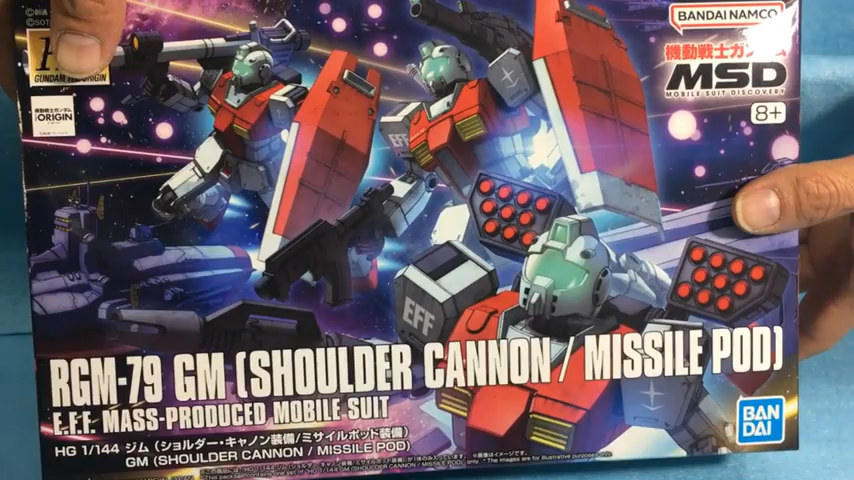 GUNDAM THE ORIGIN
機動戦士ガンダム
THE ORIGIN
BANDAI NAMCO
機動戦士ガンダム
MSD
MOBILE SUIT DISCOVERY
8+
EFF
EFF
RGM-79 GM (SHOULDER CANNON / MISSILE POD)
E.F.F. MASS-PRODUCED MOBILE SUIT
HG 1/144 ジム (ショルダー・キャノン装備/ミサイルポッド装備)
GM (SHOULDER CANNON / MISSILE POD)
BAN
DAI